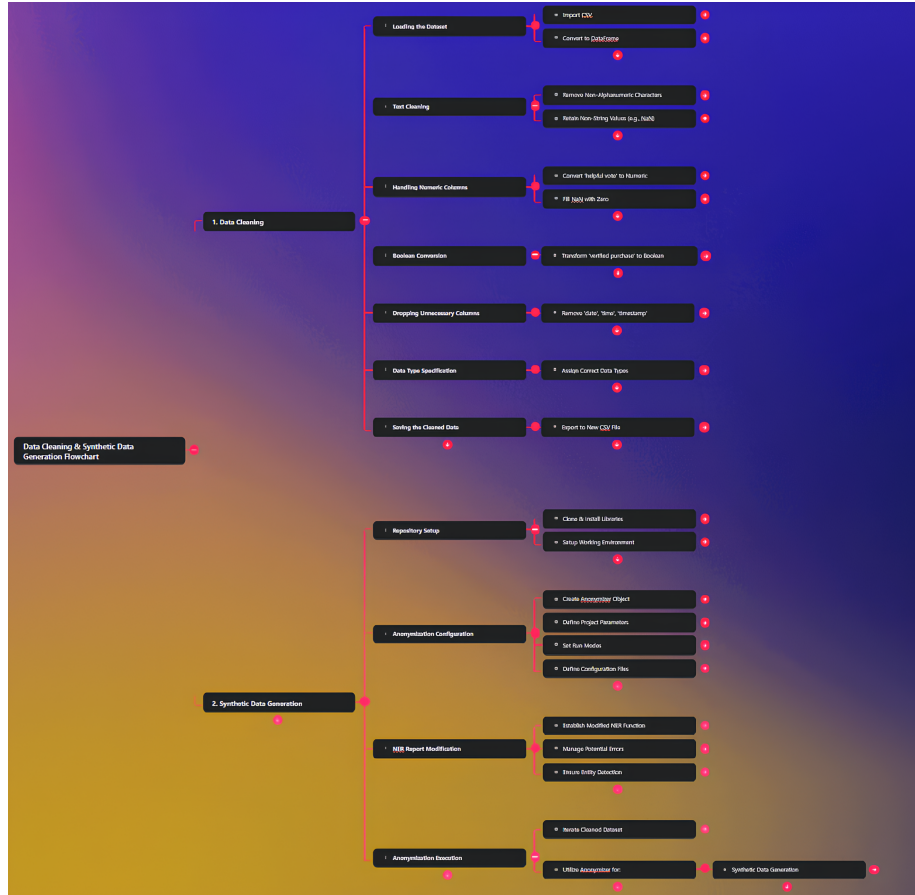 Loading the Dataset
Import CSV
Convert to DataFrame
Text Cleaning
Remove Non-Alphanumeric Characters
Retain Non-String Values (e.g., NaN)
Handling Numeric Columns
Convert 'helpful vote' to Numeric
Fill NaN with Zero
1. Data Cleaning
Boolean Conversion
Transform 'verified purchase' to Boolean
Dropping Unnecessary Columns
Remove 'date', 'time', 'timestamp'
Data Type Specification
Assign Correct Data Types
Saving the Cleaned Data
Export to New CSV File
Data Cleaning & Synthetic Data
Generation Flowchart
Repository Setup
Clone & Install Libraries
Setup Working Environment
Anonymization Configuration
Create Anonymizer Object
Define Project Parameters
Set Run Modes
Define Configuration Files
2. Synthetic Data Generation
NER Report Modification
Establish Modified NER Function
Manage Potential Errors
Ensure Entity Detection
Anonymization Execution
Iterate Cleaned Dataset
Utilize Anonymizer for:
Synthetic Data Generation